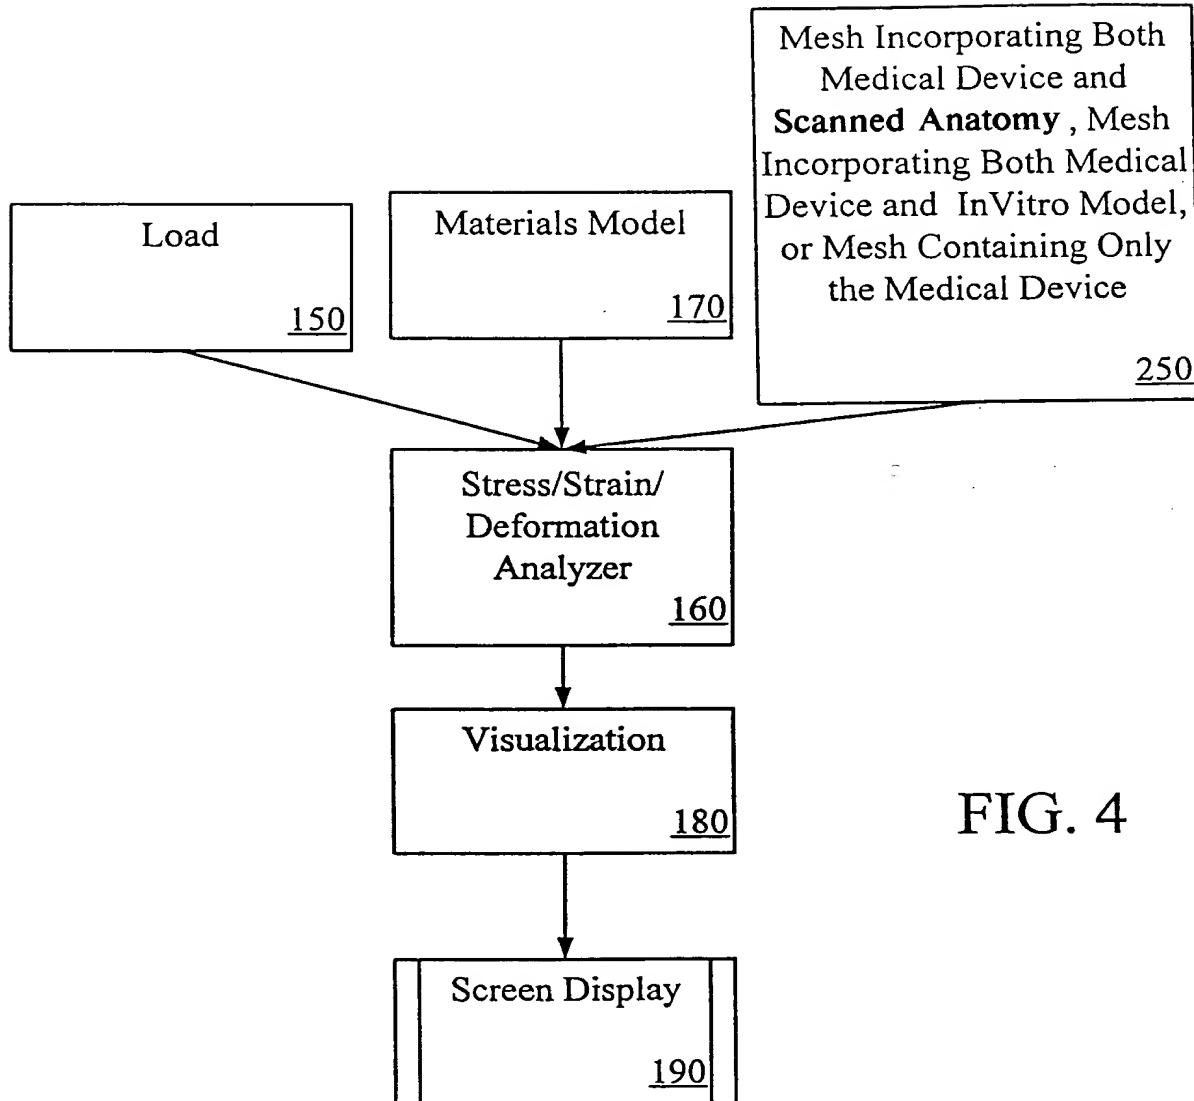 Mesh Incorporating Both
Medical Device and
Scanned Anatomy , Mesh
Incorporating Both Medical
Device and InVitro Model,
or Mesh Containing Only
the Medical Device
250
Load
150
Materials Model
170
Stress/Strain/
Deformation
Analyzer
160
Visualization
180
FIG. 4
Screen Display
190